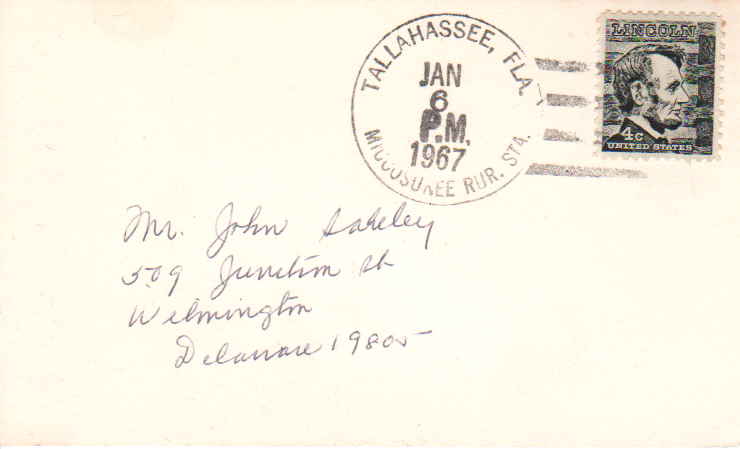 TALLAHASSEE, FLA.
JAN
6
P.M.
1967
MICCOSUKEE RUR. STA.
LINCOLN
4c
UNITED STATES
Mr. John
509 Junction St
Wilmington
Delaware 19805